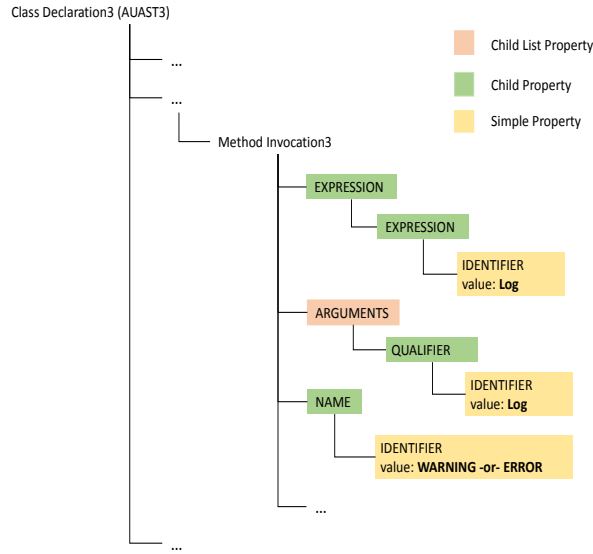 Class Declaration3 (AUAST3)
Child List Property
...
Child Property
...
Simple Property
Method Invocation3
EXPRESSION
EXPRESSION
IDENTIFIER
value: Log
ARGUMENTS
QUALIFIER
IDENTIFIER
value: Log
NAME
IDENTIFIER
value: WARNING -or- ERROR
...
...